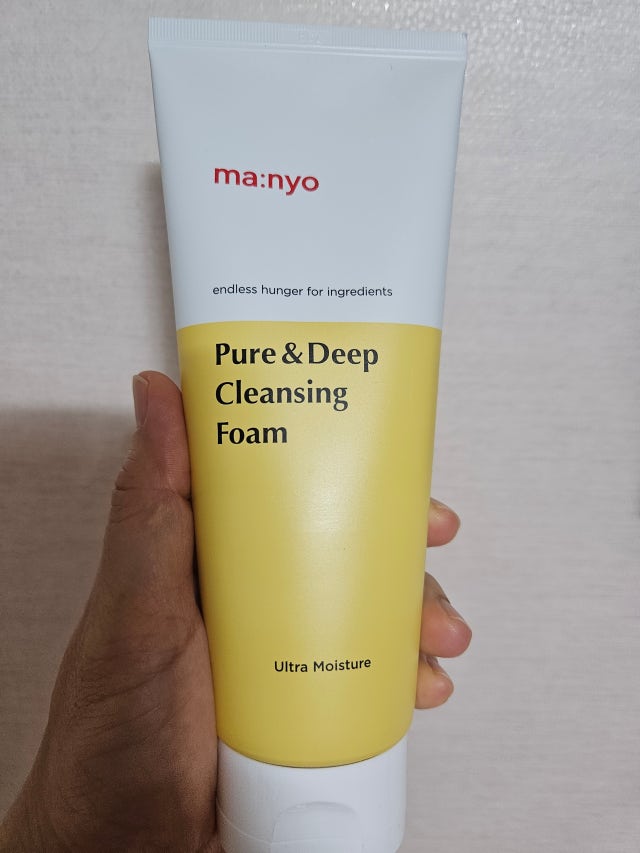 ma:nyo
endless hunger for ingredients
Pure & Deep
Cleansing
Foam
Ultra Moisture